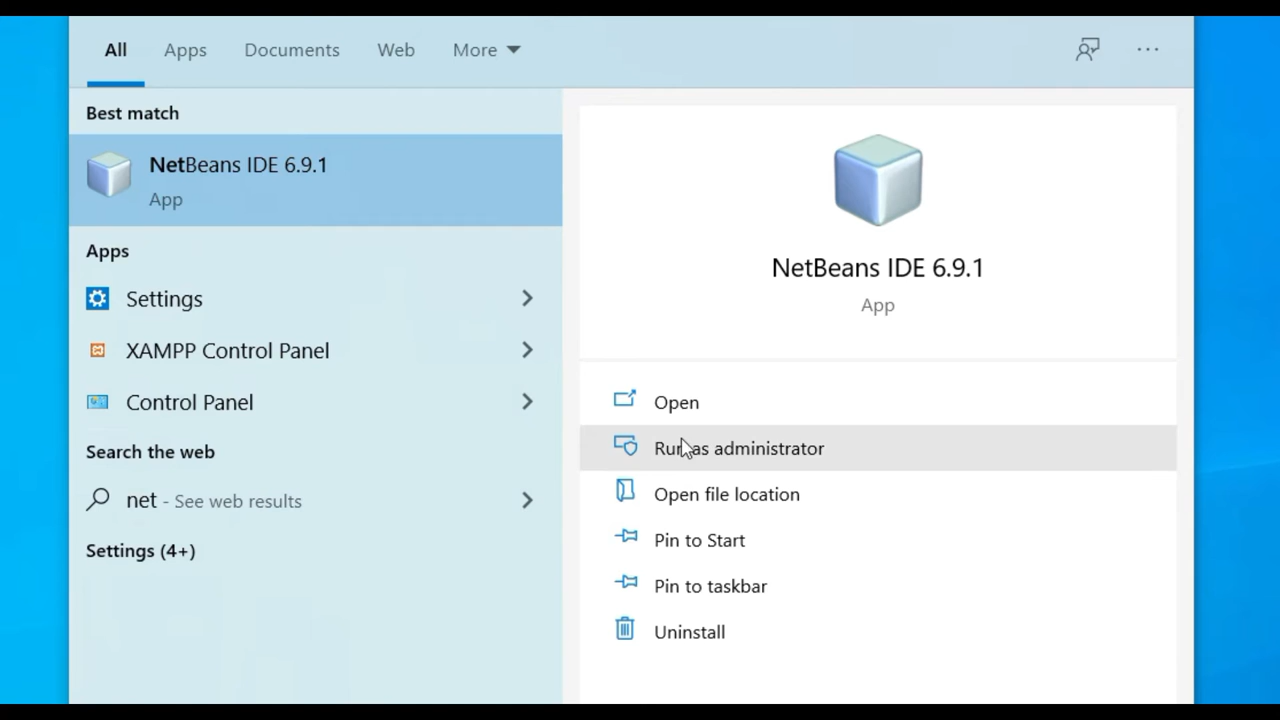 All Apps Documents Web More
Best match
NetBeans IDE 6.9.1
App
Apps
Settings
XAMPP Control Panel
Control Panel
Search the web
net - See web results
Settings (4+)
NetBeans IDE 6.9.1
App
Open
Run as administrator
Open file location
Pin to Start
Pin to taskbar
Uninstall